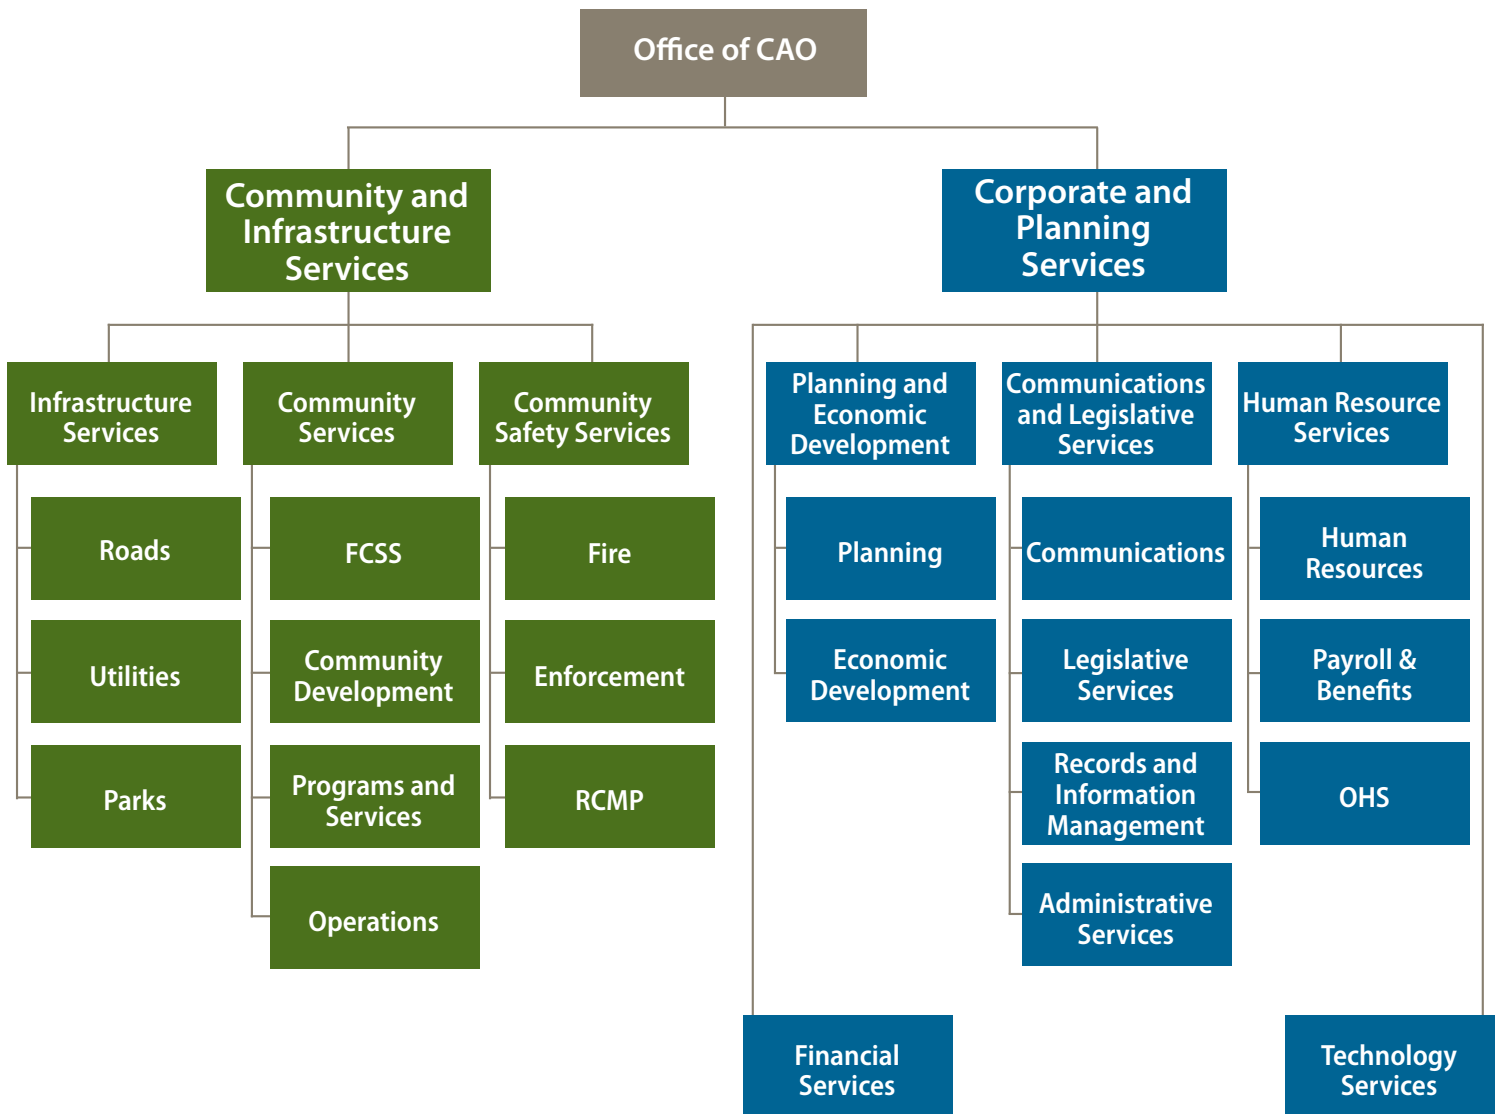 Office of CAO
Community and
Infrastructure
Services
Corporate and
Planning
Services
Infrastructure
Services
Community
Services
Community
Safety Services
Planning and
Economic
Development
Communications
and Legislative
Services
Human Resource
Services
Roads
FCSS
Fire
Planning
Communications
Human
Resources
Utilities
Community
Development
Enforcement
Economic
Development
Legislative
Services
Payroll &
Benefits
Parks
Programs and
Services
RCMP
Records and
Information
Management
OHS
Operations
Administrative
Services
Financial
Services
Technology
Services